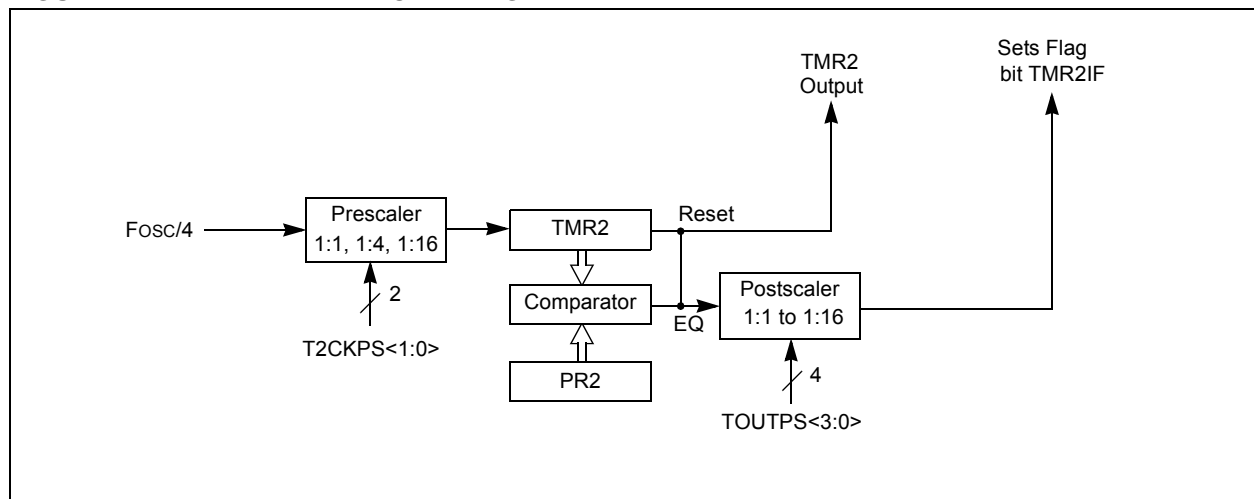 TMR2
Output
Sets Flag
bit TMR2IF
Fosc/4
Prescaler
1:1, 1:4, 1:16
2
T2CKPS<1:0>
TMR2
Reset
Comparator
EQ
PR2
Postscaler
1:1 to 1:16
4
TOUTPS<3:0>